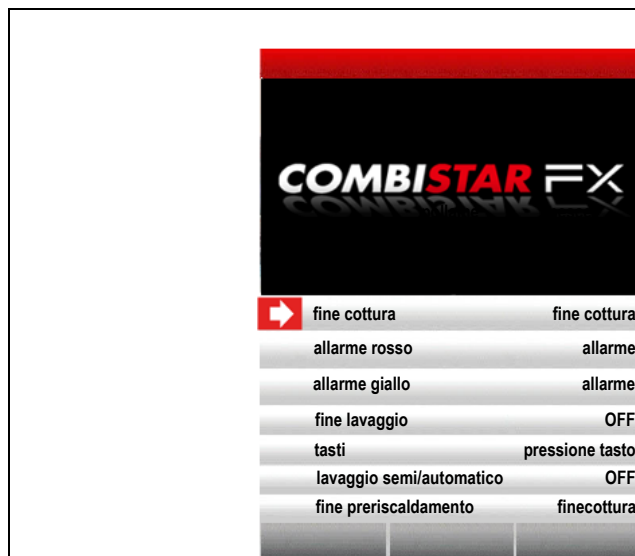 COMBISTAR FX
fine cottura fine cottura
allarme rosso allarme
allarme giallo allarme
fine lavaggio OFF
tasti pressione tasto
lavaggio semi/automatico OFF
fine preriscaldamento finecottura